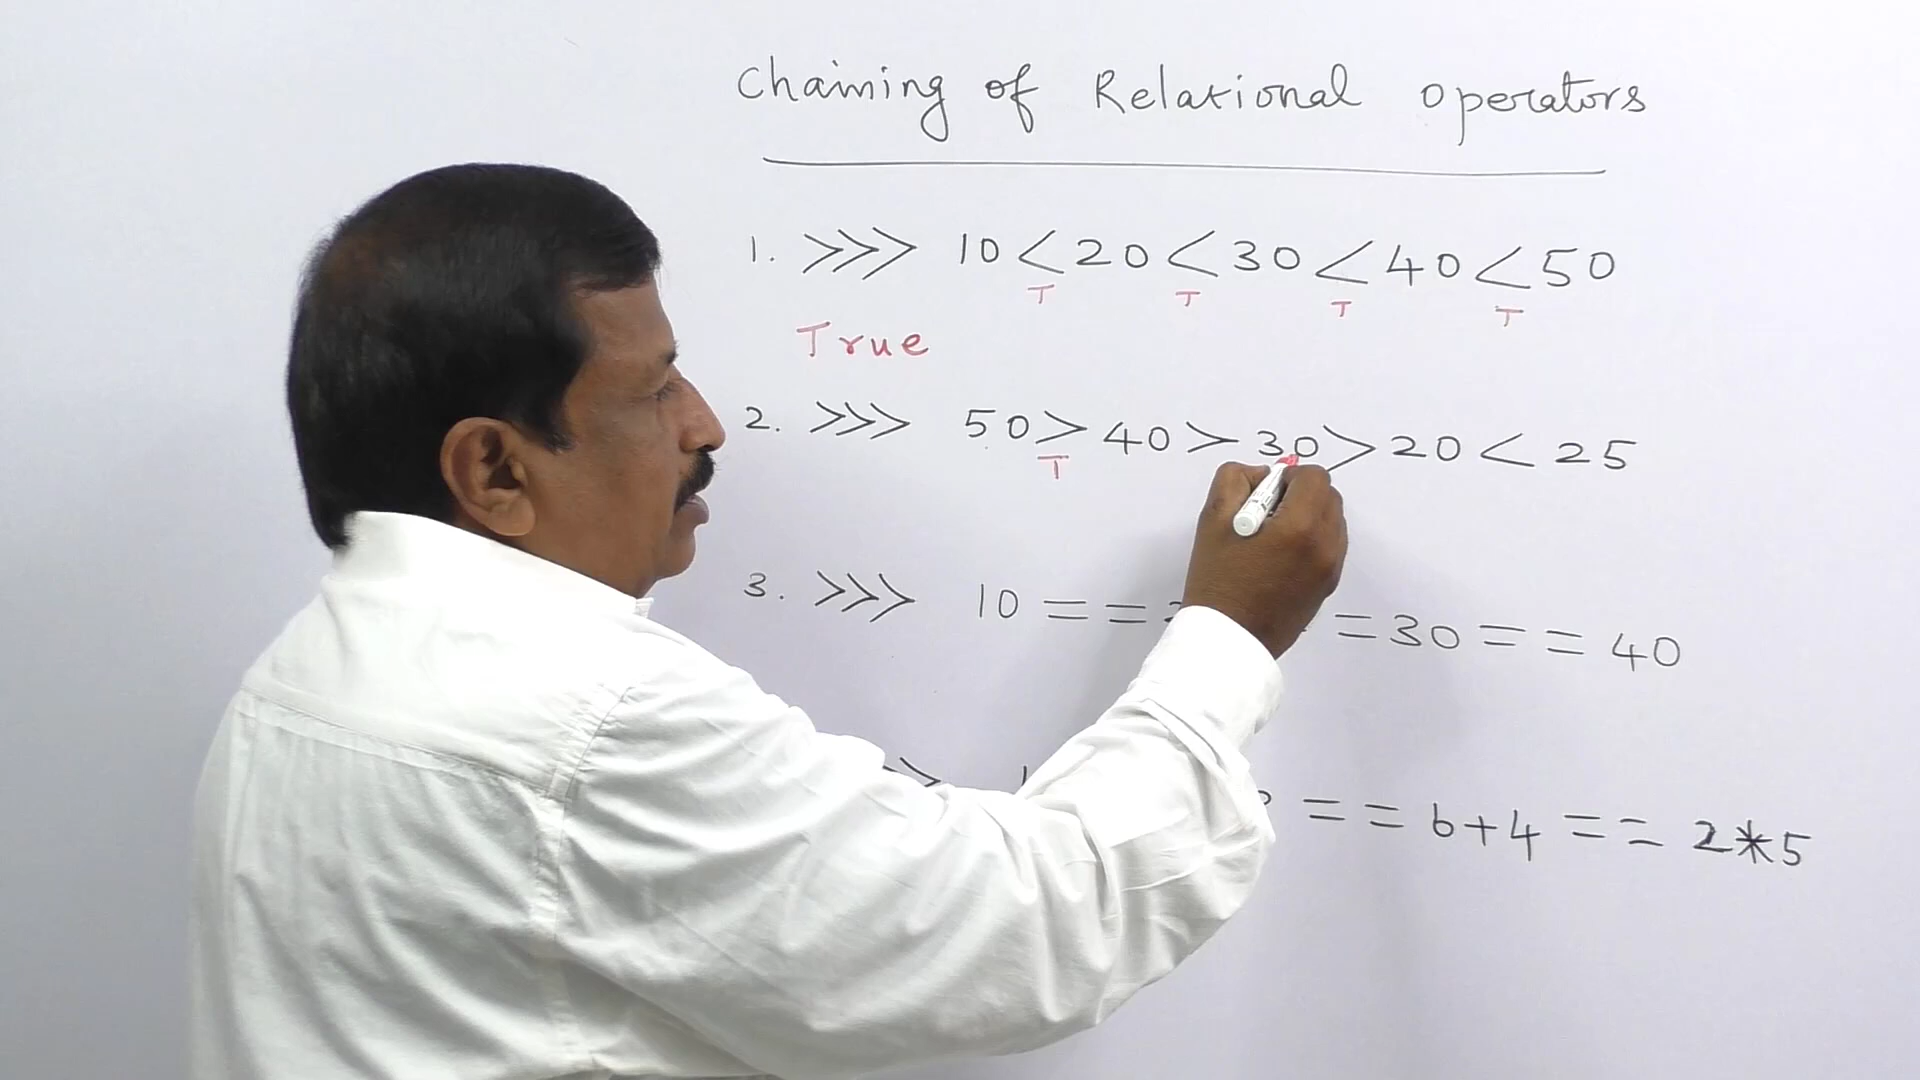 Chaining of Relational Operators
1. >>> 10 < 20 < 30 < 40 < 50
T T T T
True
2. >>> 50 > 40 > 30 > 20 < 25
T
3. >>> 10 = = = 30 = = 40
= = 6+4 = = 2*5